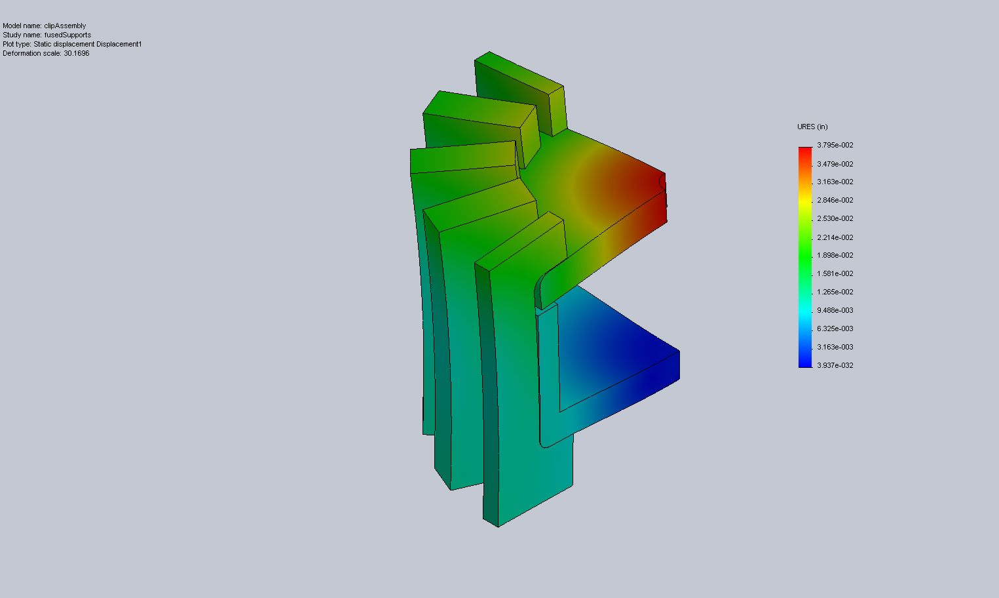 Model name: clipAssembly
Study name: fusedSupports
Plot type: Static displacement Displacement1
Deformation scale: 30.1696
URES (in)
3.795e-002
3.479e-002
3.163e-002
2.846e-002
2.530e-002
2.214e-002
1.898e-002
1.581e-002
1.265e-002
9.488e-003
6.325e-003
3.163e-003
3.937e-032